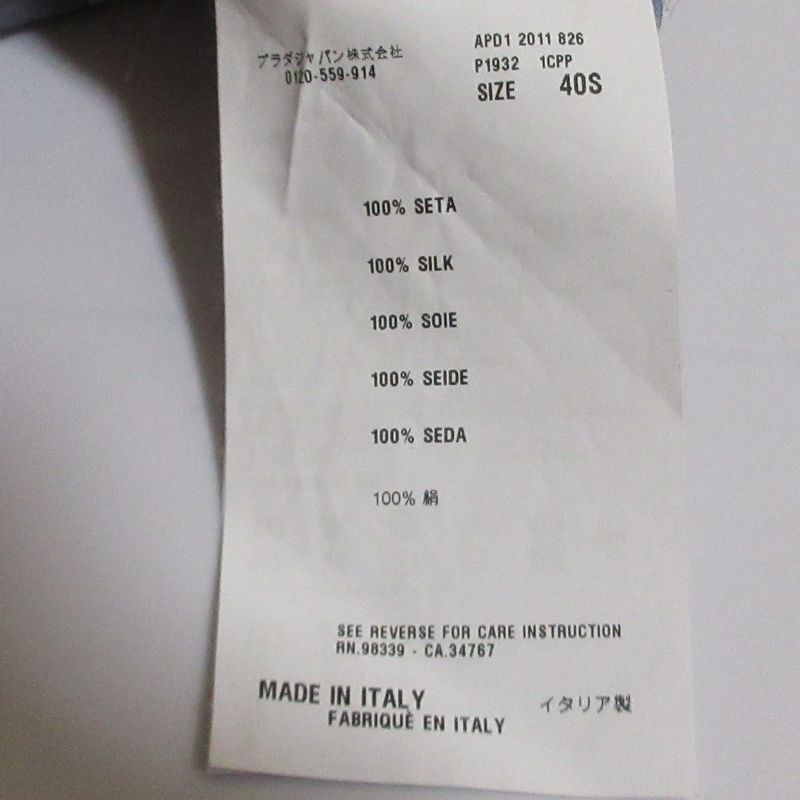 プラダジャパン株式会社
0120-559-914
APD1 2011 826
P1932 1CPP
SIZE 40S
100% SETA
100% SILK
100% SOIE
100% SEIDE
100% SEDA
100% 絹
SEE REVERSE FOR CARE INSTRUCTION
RN.98339 - CA.34767
MADE IN ITALY
FABRIQUÈ EN ITALY
イタリア製